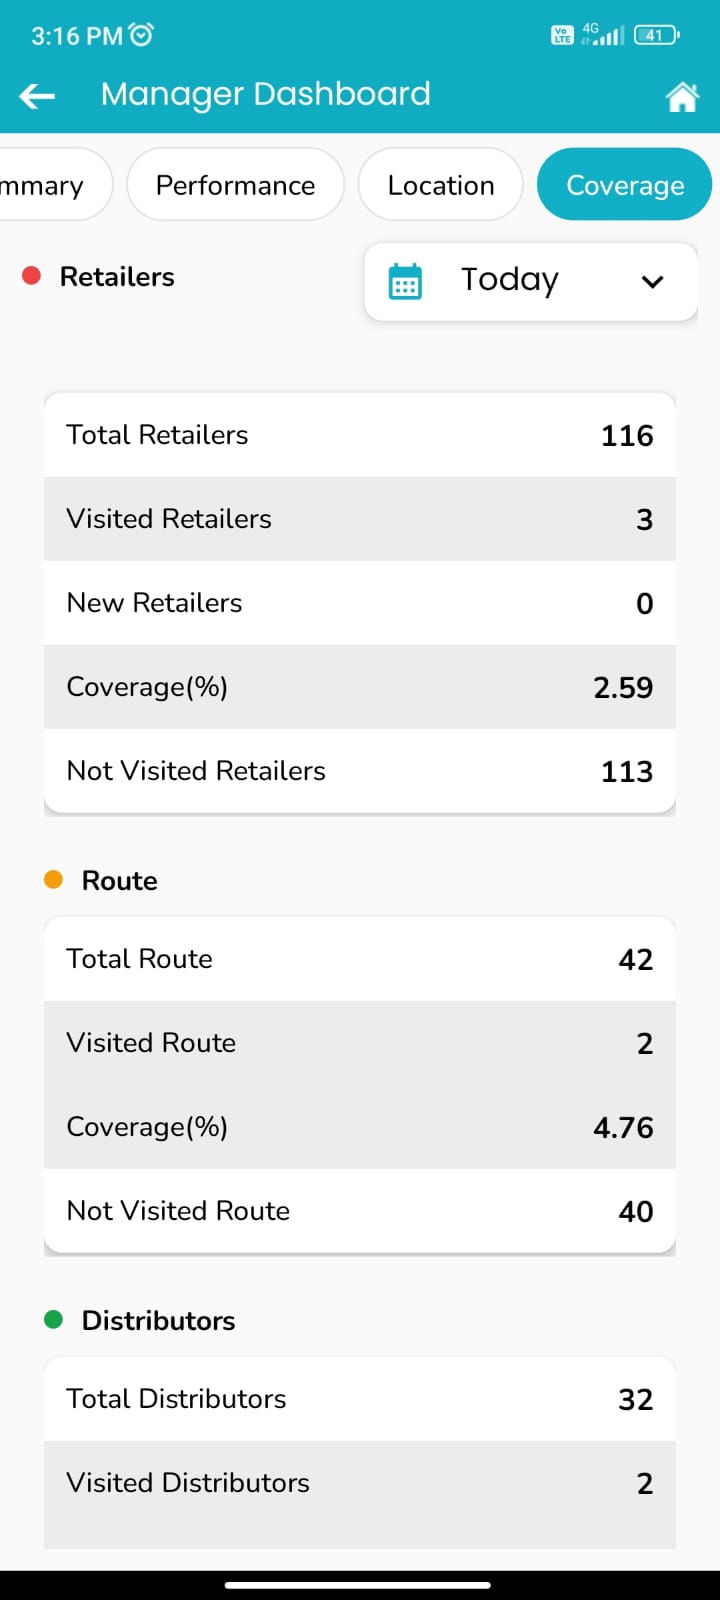 3:16 PM
Vo LTE 4G 41
Manager Dashboard
mmary Performance Location Coverage
Retailers Today
Total Retailers 116
Visited Retailers 3
New Retailers 0
Coverage(%) 2.59
Not Visited Retailers 113
Route
Total Route 42
Visited Route 2
Coverage(%) 4.76
Not Visited Route 40
Distributors
Total Distributors 32
Visited Distributors 2